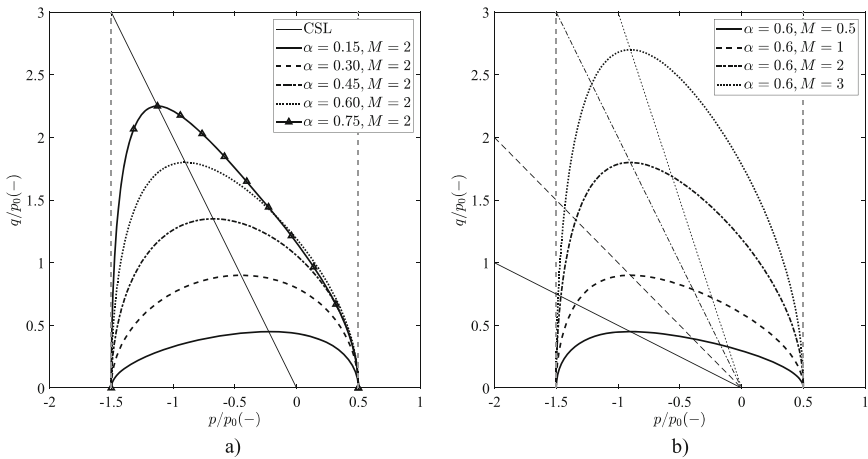 3
2.5
2
1.5
1
0.5
0
-2
-1.5
-1
-0.5
0
0.5
1
q/p₀(−)
p/p₀(−)
CSL
α = 0.15, M = 2
α = 0.30, M = 2
α = 0.45, M = 2
α = 0.60, M = 2
α = 0.75, M = 2
a)
3
2.5
2
1.5
1
0.5
0
-2
-1.5
-1
-0.5
0
0.5
1
q/p₀(−)
p/p₀(−)
α = 0.6, M = 0.5
α = 0.6, M = 1
α = 0.6, M = 2
α = 0.6, M = 3
b)